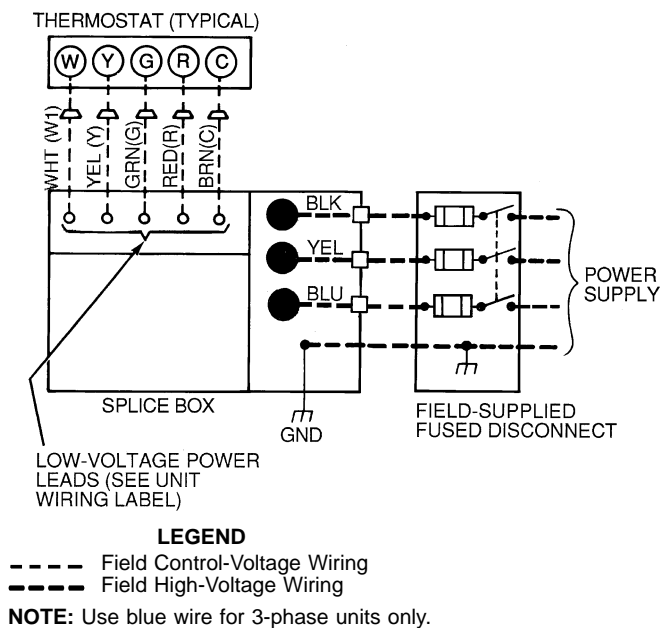 THERMOSTAT (TYPICAL)
W Y G R C
WHT (W1)
YEL (Y)
GRN(G)
RED(R)
BRN(C)
BLK
YEL
BLU
POWER
SUPPLY
SPLICE BOX
GND
FIELD-SUPPLIED
FUSED DISCONNECT
LOW-VOLTAGE POWER
LEADS (SEE UNIT
WIRING LABEL)
LEGEND
Field Control-Voltage Wiring
Field High-Voltage Wiring
NOTE: Use blue wire for 3-phase units only.